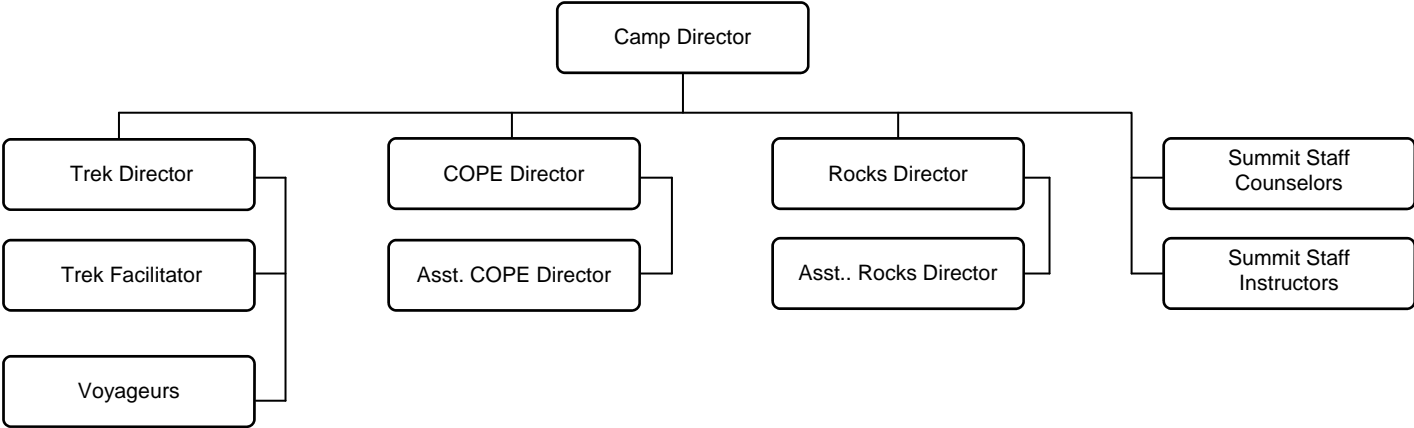 Camp Director
Trek Director
COPE Director
Rocks Director
Summit Staff
Counselors
Trek Facilitator
Asst. COPE Director
Asst.. Rocks Director
Summit Staff
Instructors
Voyageurs